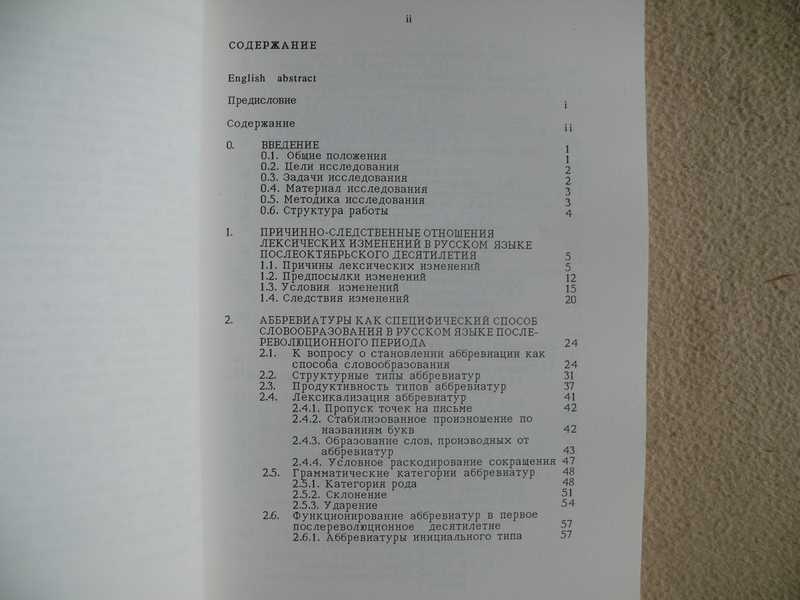 ii
СОДЕРЖАНИЕ
English abstract
Предисловие i
Содержание ii
0. ВВЕДЕНИЕ 1
0.1. Общие положения 1
0.2. Цели исследования 2
0.3. Задачи исследования 2
0.4. Материал исследования 3
0.5. Методика исследования 3
0.6. Структура работы 4
1. ПРИЧИННО-СЛЕДСТВЕННЫЕ ОТНОШЕНИЯ
ЛЕКСИЧЕСКИХ ИЗМЕНЕНИЙ В РУССКОМ ЯЗЫКЕ
ПОСЛЕОКТЯБРЬСКОГО ДЕСЯТИЛЕТИЯ 5
1.1. Причины лексических изменений 5
1.2. Предпосылки изменений 12
1.3. Условия изменений 15
1.4. Следствия изменений 20
2. АББРЕВИАТУРЫ КАК СПЕЦИФИЧЕСКИЙ СПОСОБ
СЛОВООБРАЗОВАНИЯ В РУССКОМ ЯЗЫКЕ ПОСЛЕ-
РЕВОЛЮЦИОННОГО ПЕРИОДА 24
2.1. К вопросу о становлении аббревиации как
способа словообразования 24
2.2. Структурные типы аббревиатур 31
2.3. Продуктивность типов аббревиатур 37
2.4. Лексикализация аббревиатур 41
2.4.1. Пропуск точек на письме 42
2.4.2. Стабилизованное произношение по
названиям букв 42
2.4.3. Образование слов, производных от
аббревиатур 43
2.4.4. Условное раскодирование сокращения 47
2.5. Грамматические категории аббревиатур 48
2.5.1. Категория рода 48
2.5.2. Склонение 51
2.5.3. Ударение 54
2.6. Функционирование аббревиатур в первое
послереволюционное десятилетие 57
2.6.1. Аббревиатуры инициального типа 57